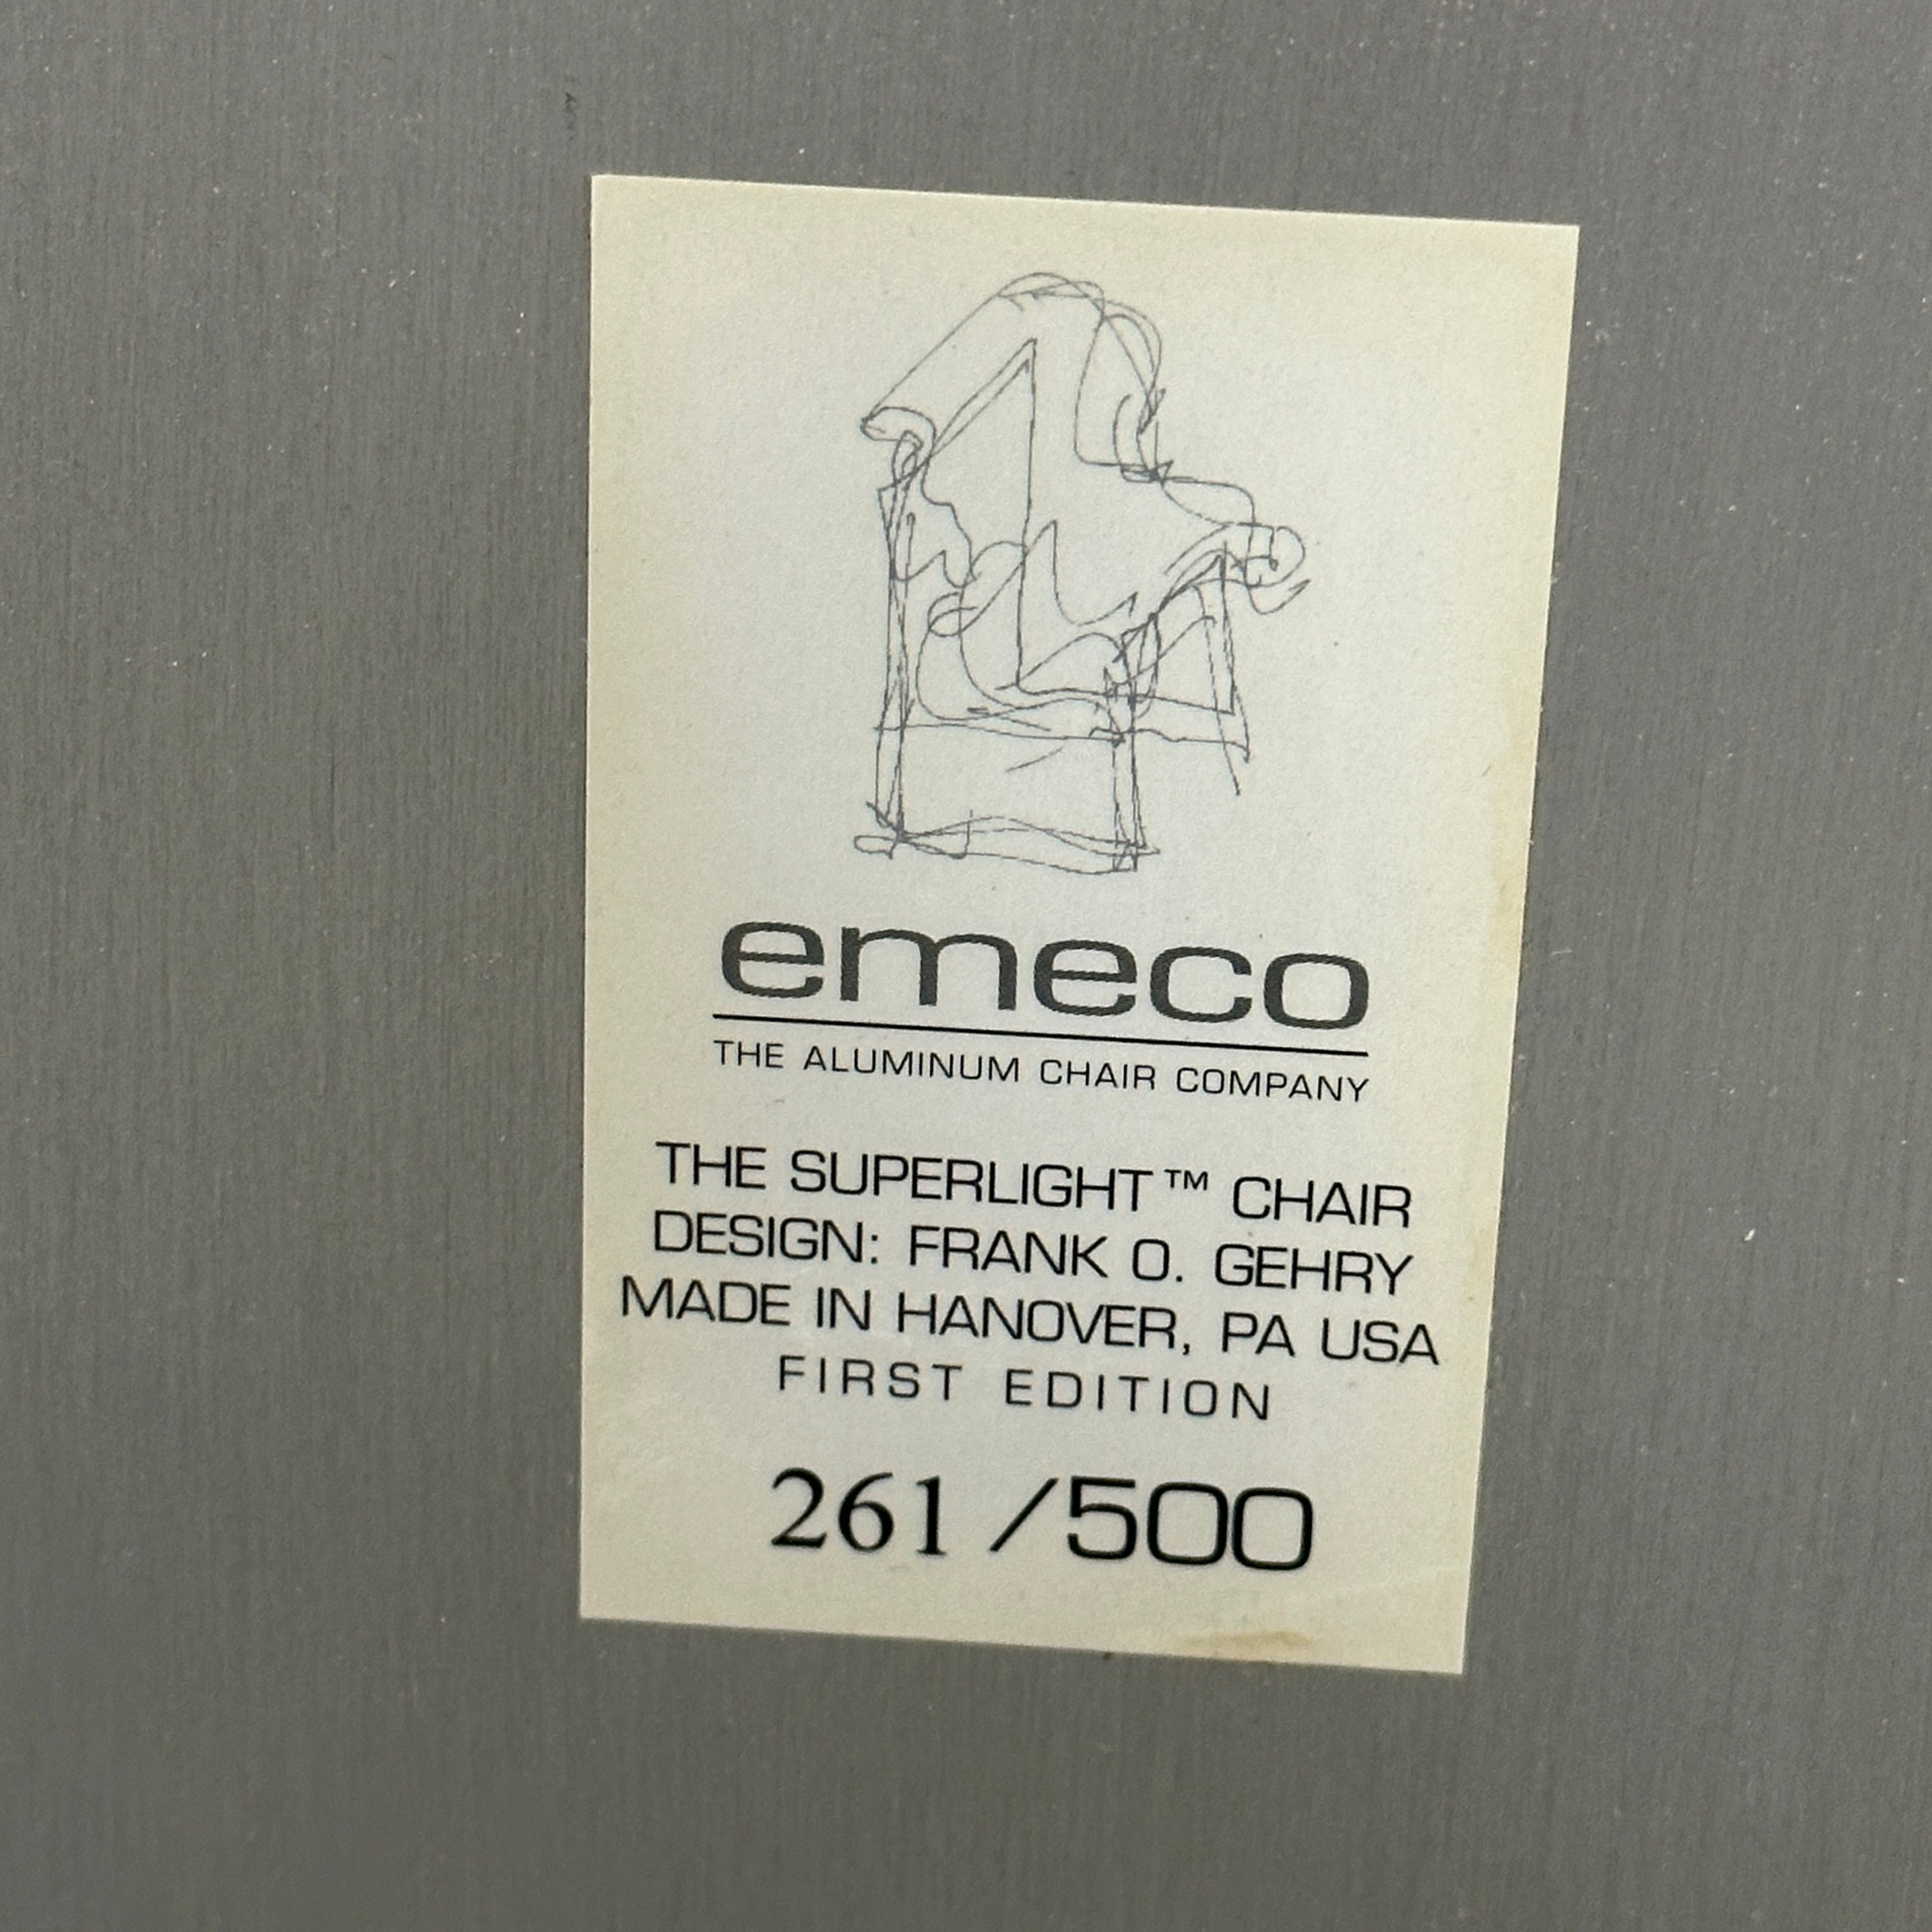 emeco
THE ALUMINUM CHAIR COMPANY
THE SUPERLIGHT™ CHAIR
DESIGN: FRANK O. GEHRY
MADE IN HANOVER, PA USA
FIRST EDITION
261 /500